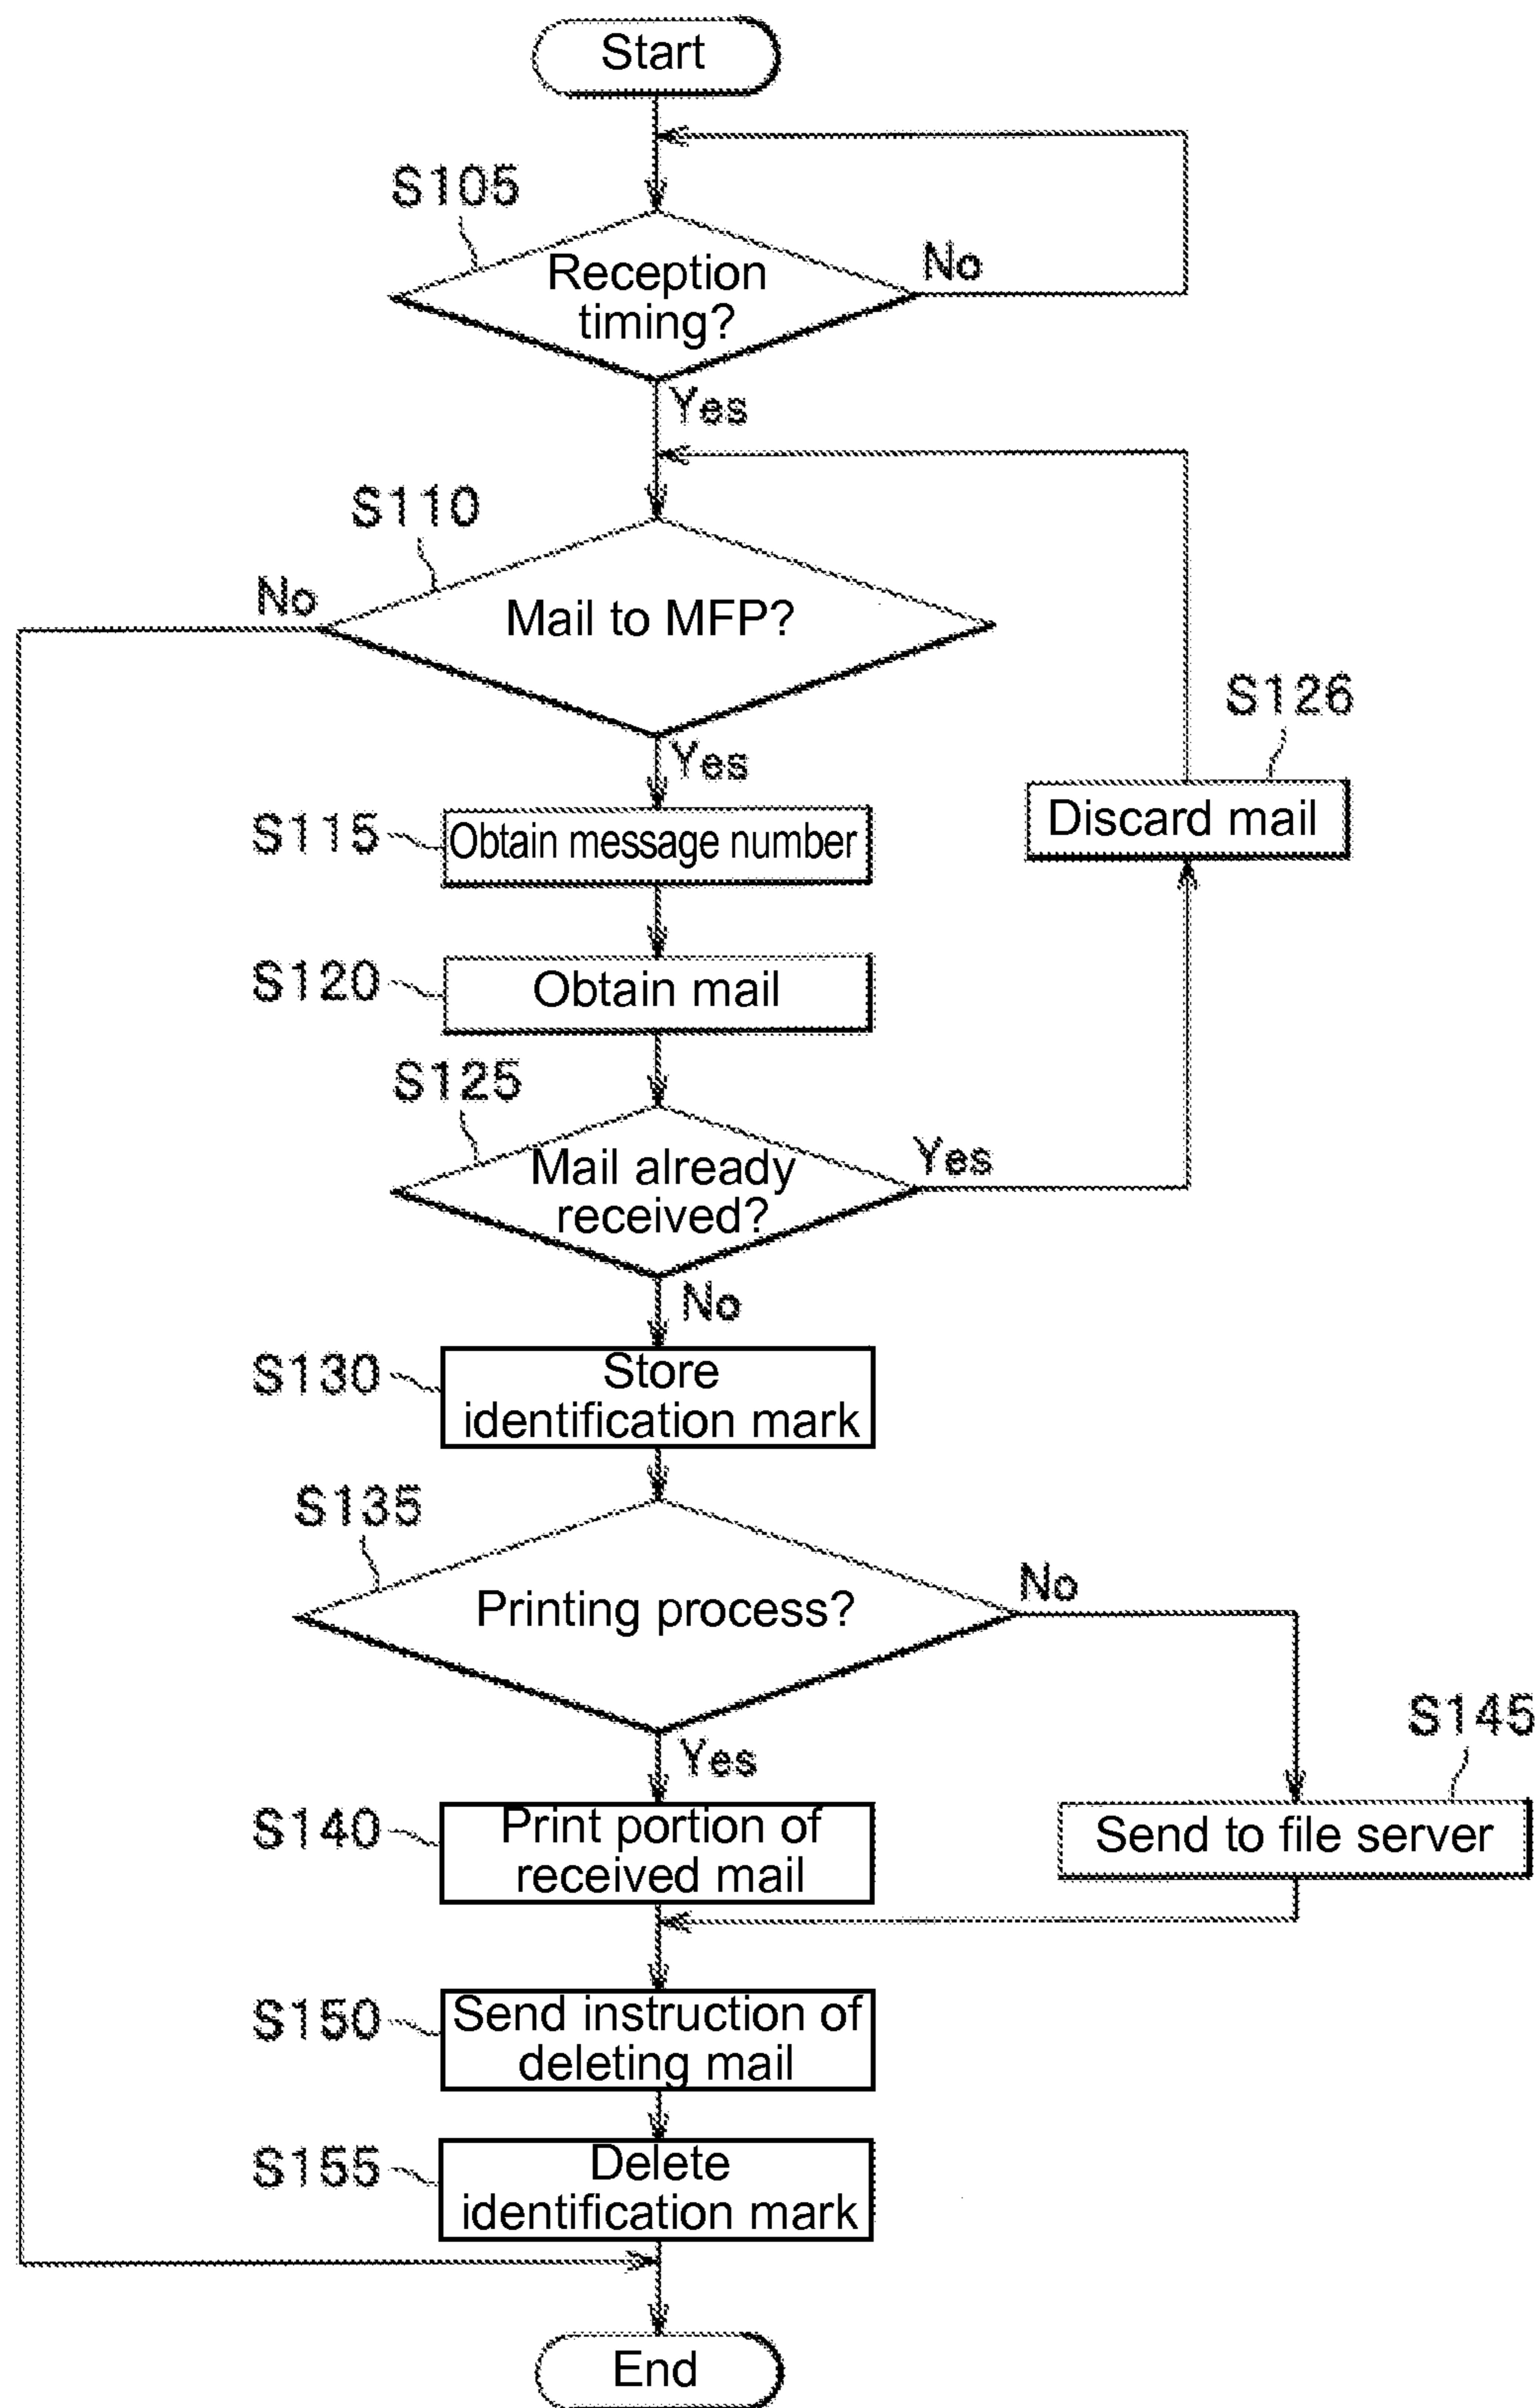 Start
S105
Reception
timing?
No
Yes
S110
No
Mail to MFP?
Yes
S126
Discard mail
S115
Obtain message number
S120
Obtain mail
S125
Mail already
received?
Yes
No
S130
Store
identification mark
S135
Printing process?
No
Yes
S145
Send to file server
S140
Print portion of
received mail
S150
Send instruction of
deleting mail
S155
Delete
identification mark
End